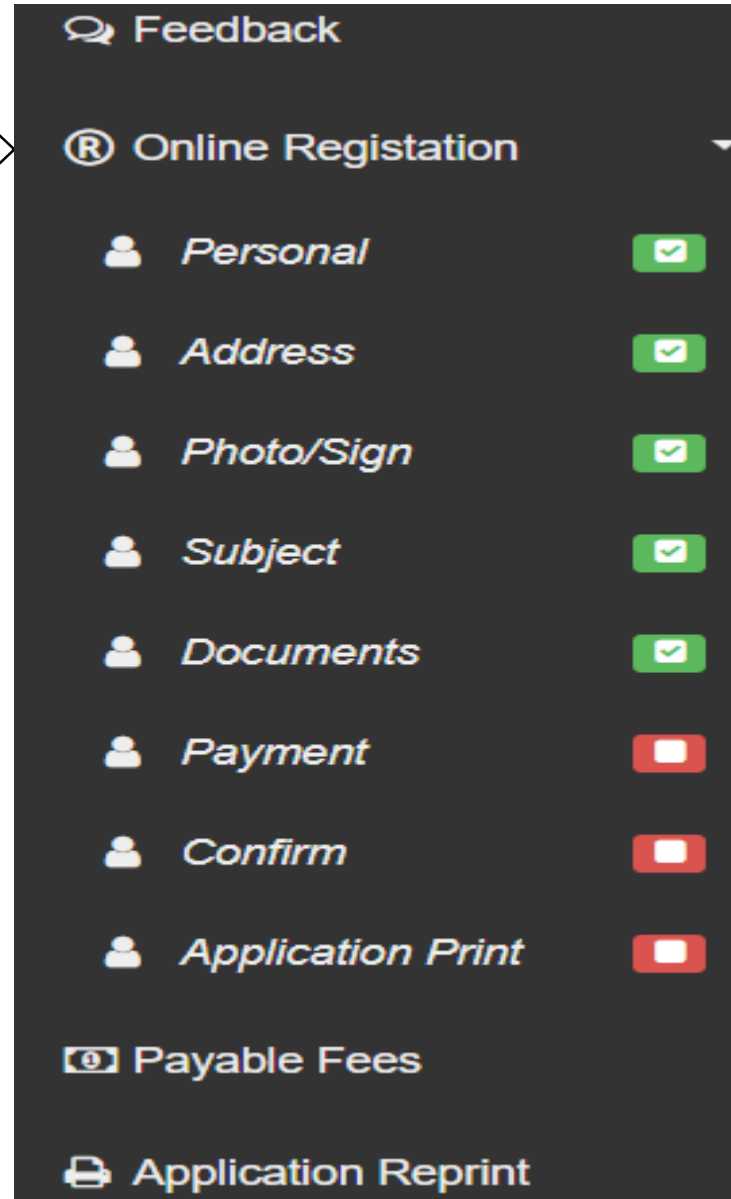 Feedback
® Online Registation
Personal
Address
Photo/Sign
Subject
Documents
Payment
Confirm
Application Print
Payable Fees
Application Reprint